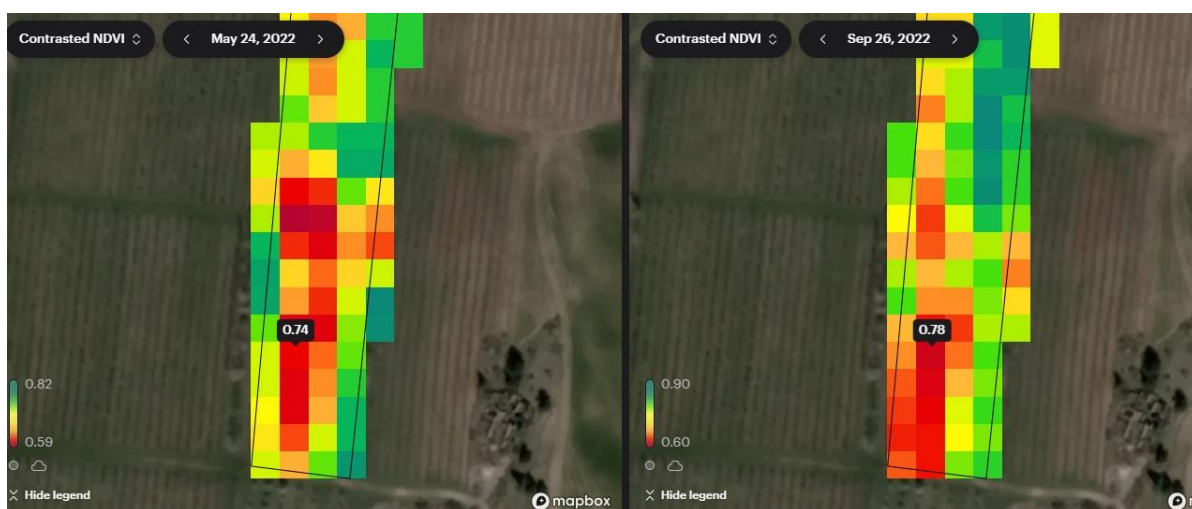 Contrasted NDVI
May 24, 2022
0.74
0.82
0.59
Hide legend
mapbox
Contrasted NDVI
Sep 26, 2022
0.78
0.90
0.60
Hide legend